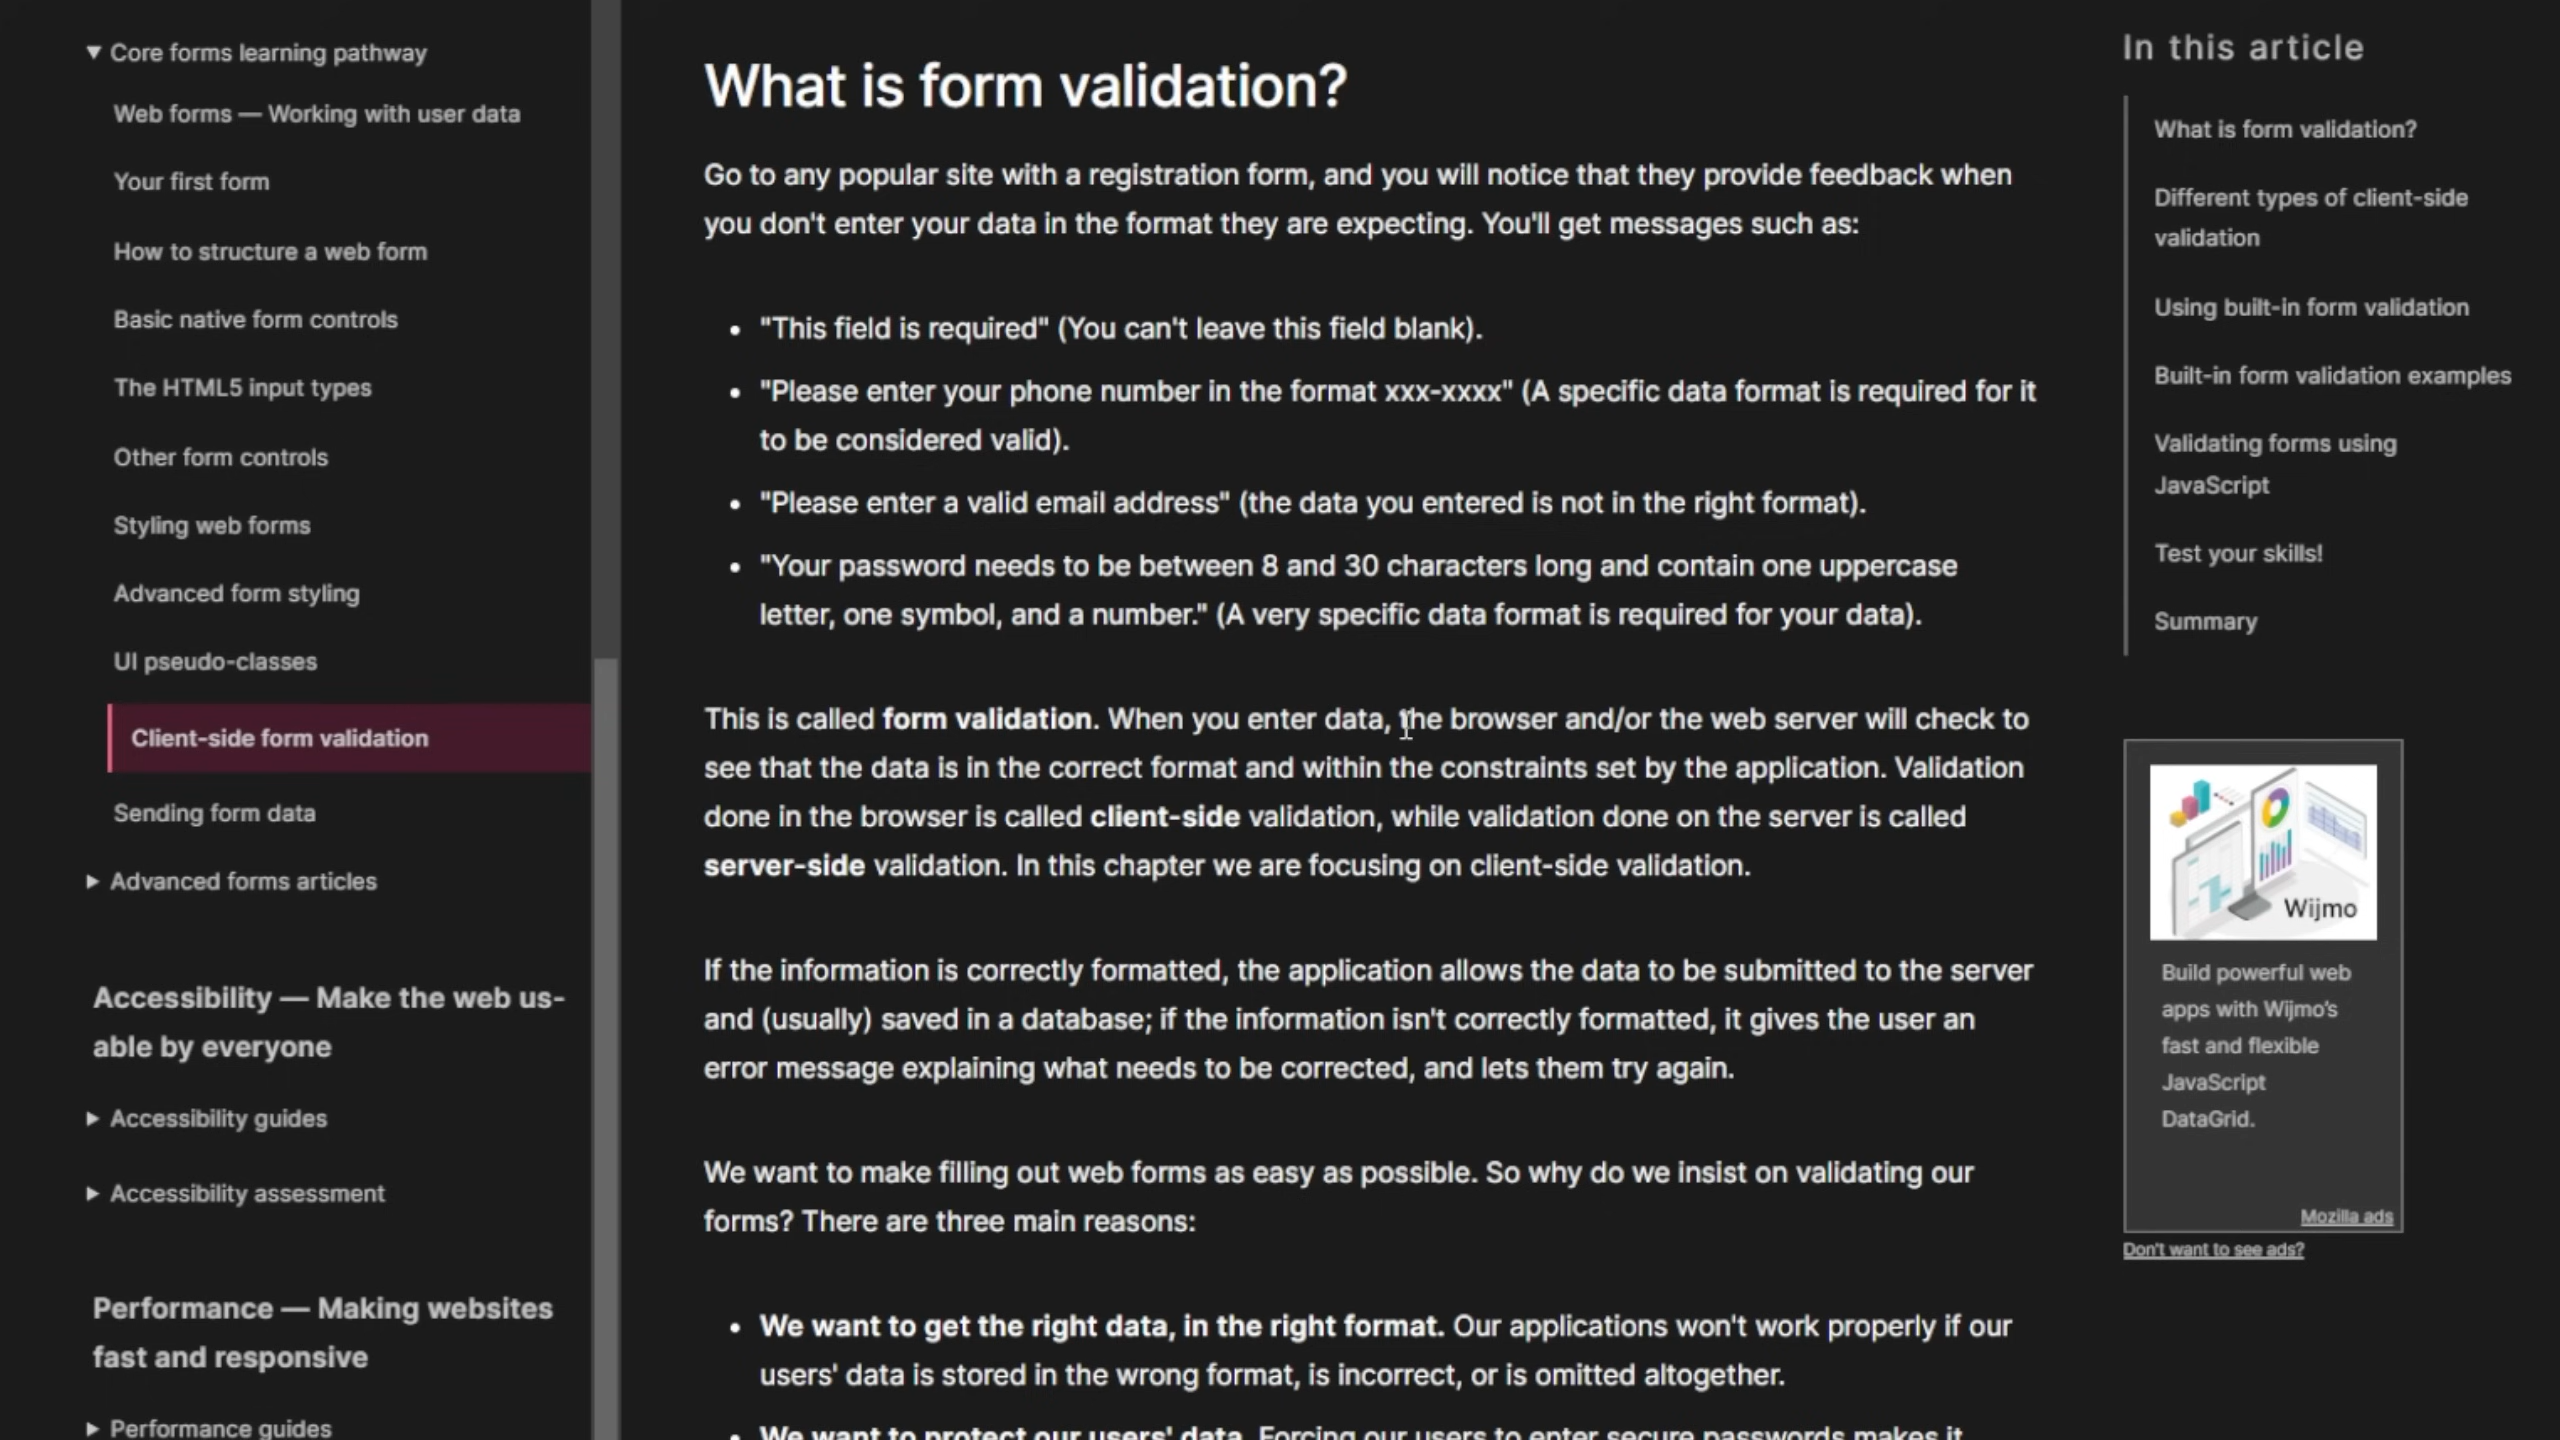 Core forms learning pathway
Web forms — Working with user data
Your first form
How to structure a web form
Basic native form controls
The HTML5 input types
Other form controls
Styling web forms
Advanced form styling
UI pseudo-classes
Client-side form validation
Sending form data
Advanced forms articles
Accessibility — Make the web us-
able by everyone
Accessibility guides
Accessibility assessment
Performance — Making websites
fast and responsive
Performance guides
What is form validation?
Go to any popular site with a registration form, and you will notice that they provide feedback when
you don't enter your data in the format they are expecting. You'll get messages such as:
• "This field is required" (You can't leave this field blank).
• "Please enter your phone number in the format xxx-xxxx" (A specific data format is required for it
to be considered valid).
• "Please enter a valid email address" (the data you entered is not in the right format).
• "Your password needs to be between 8 and 30 characters long and contain one uppercase
letter, one symbol, and a number." (A very specific data format is required for your data).
This is called form validation. When you enter data, the browser and/or the web server will check to
see that the data is in the correct format and within the constraints set by the application. Validation
done in the browser is called client-side validation, while validation done on the server is called
server-side validation. In this chapter we are focusing on client-side validation.
If the information is correctly formatted, the application allows the data to be submitted to the server
and (usually) saved in a database; if the information isn't correctly formatted, it gives the user an
error message explaining what needs to be corrected, and lets them try again.
We want to make filling out web forms as easy as possible. So why do we insist on validating our
forms? There are three main reasons:
• We want to get the right data, in the right format. Our applications won't work properly if our
users' data is stored in the wrong format, is incorrect, or is omitted altogether.
• We want to protect our users' data. Forcing our users to enter secure passwords makes it
In this article
What is form validation?
Different types of client-side
validation
Using built-in form validation
Built-in form validation examples
Validating forms using
JavaScript
Test your skills!
Summary
Wijmo
Build powerful web
apps with Wijmo's
fast and flexible
JavaScript
DataGrid.
Mozilla ads
Don't want to see ads?